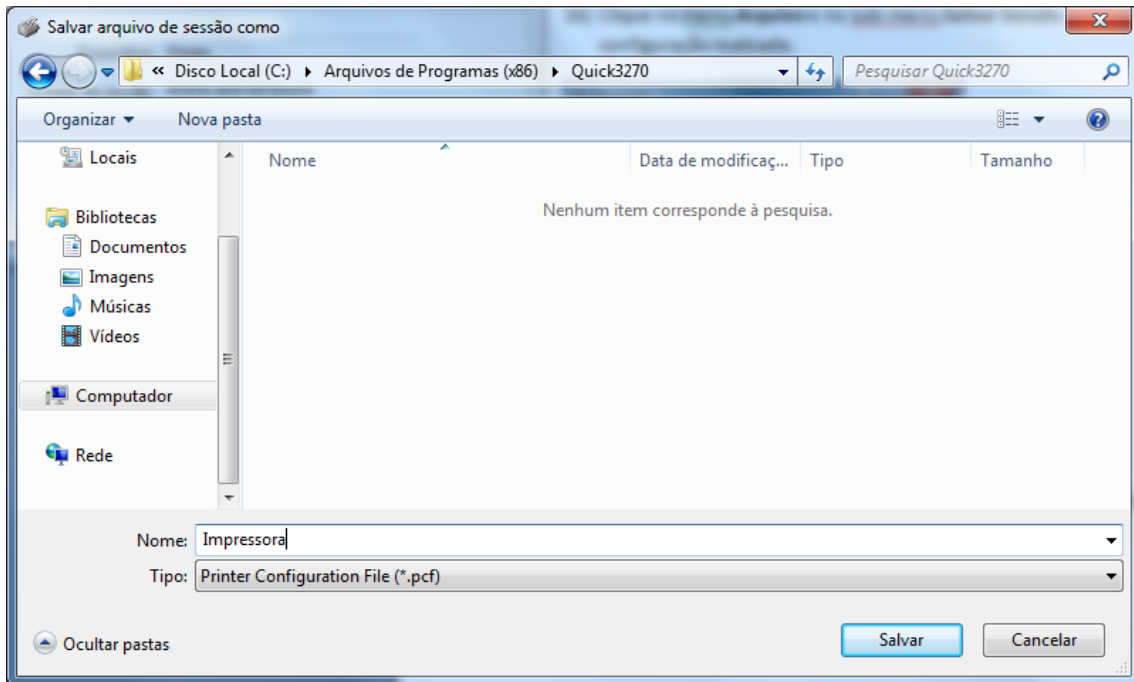 Salvar arquivo de sessão como
« Disco Local (C:) Arquivos de Programas (x86) Quick3270 Pesquisar Quick3270
Organizar Nova pasta
Locais
Bibliotecas
Documentos
Imagens
Músicas
Vídeos
Computador
Rede
Nome Data de modificaç... Tipo Tamanho
Nenhum item corresponde à pesquisa.
Nome: Impressora
Tipo: Printer Configuration File (*.pcf)
Ocultar pastas Salvar Cancelar